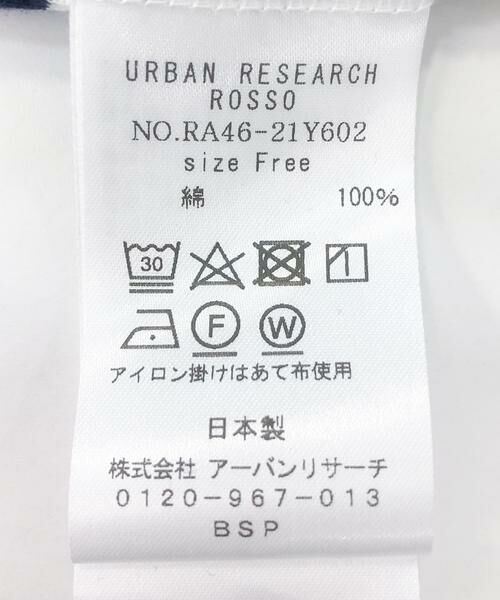 URBAN RESEARCH
ROSSO
NO.RA46-21Y602
size Free
綿 100%
30
F W
アイロン掛けはあて布使用
日本製
株式会社 アーバンリサーチ
0120-967-013
BSP